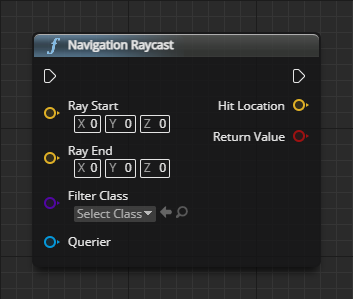 f Navigation Raycast
Ray Start
Hit Location
X 0 Y 0 Z 0
Return Value
Ray End
X 0 Y 0 Z 0
Filter Class
Select Class
Querier